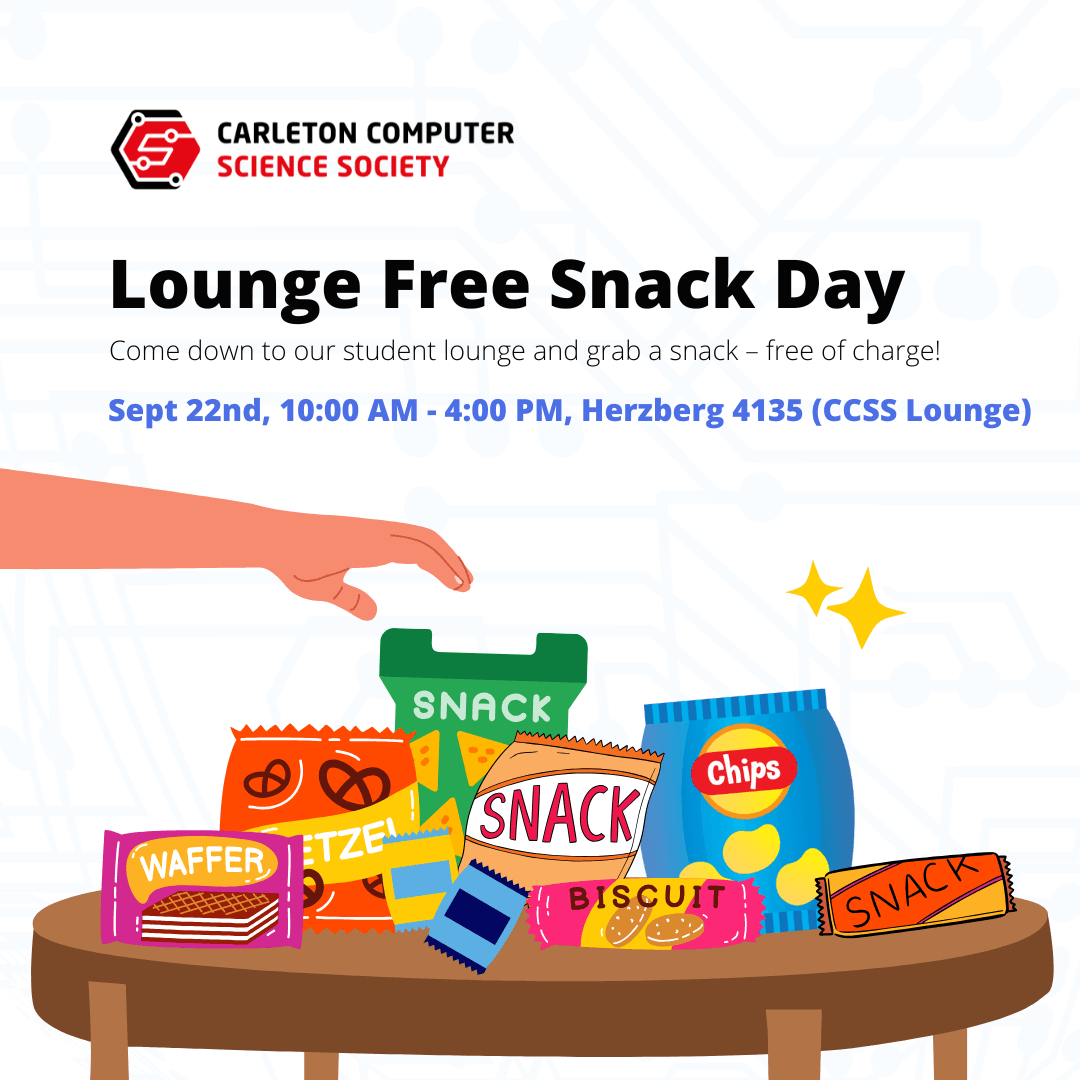 CARLETON COMPUTER
SCIENCE SOCIETY
Lounge Free Snack Day
Come down to our student lounge and grab a snack – free of charge!
Sept 22nd, 10:00 AM - 4:00 PM, Herzberg 4135 (CCSS Lounge)
SNACK
Chips
SNACK
ETZEL
WAFFER
BISCUIT
SNACK